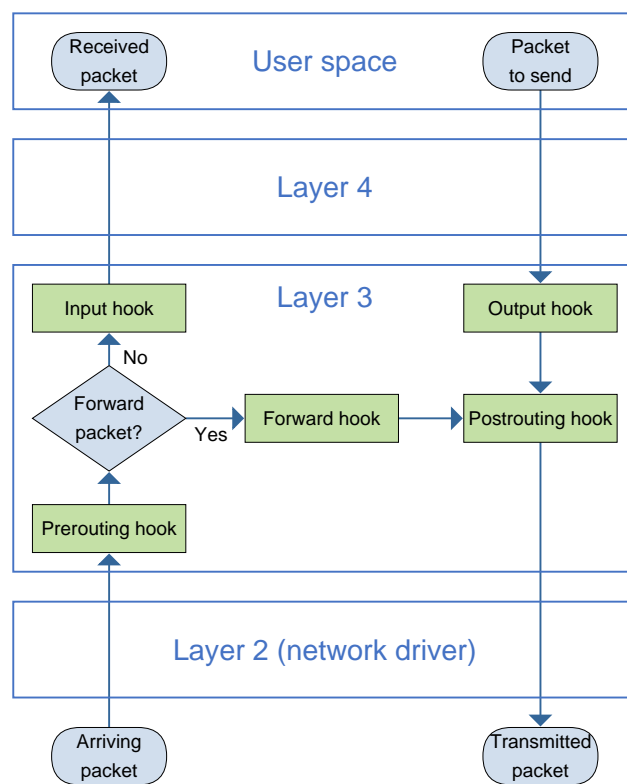 Received
packet
User space
Packet
to send
Layer 4
Layer 3
Input hook
Output hook
No
Forward
packet?
Yes
Forward hook
Postrouting hook
Prerouting hook
Layer 2 (network driver)
Arriving
packet
Transmitted
packet